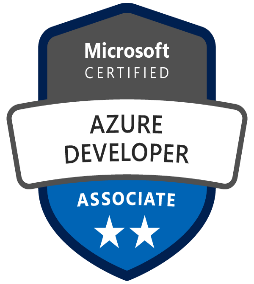 Microsoft
CERTIFIED
AZURE
DEVELOPER
ASSOCIATE